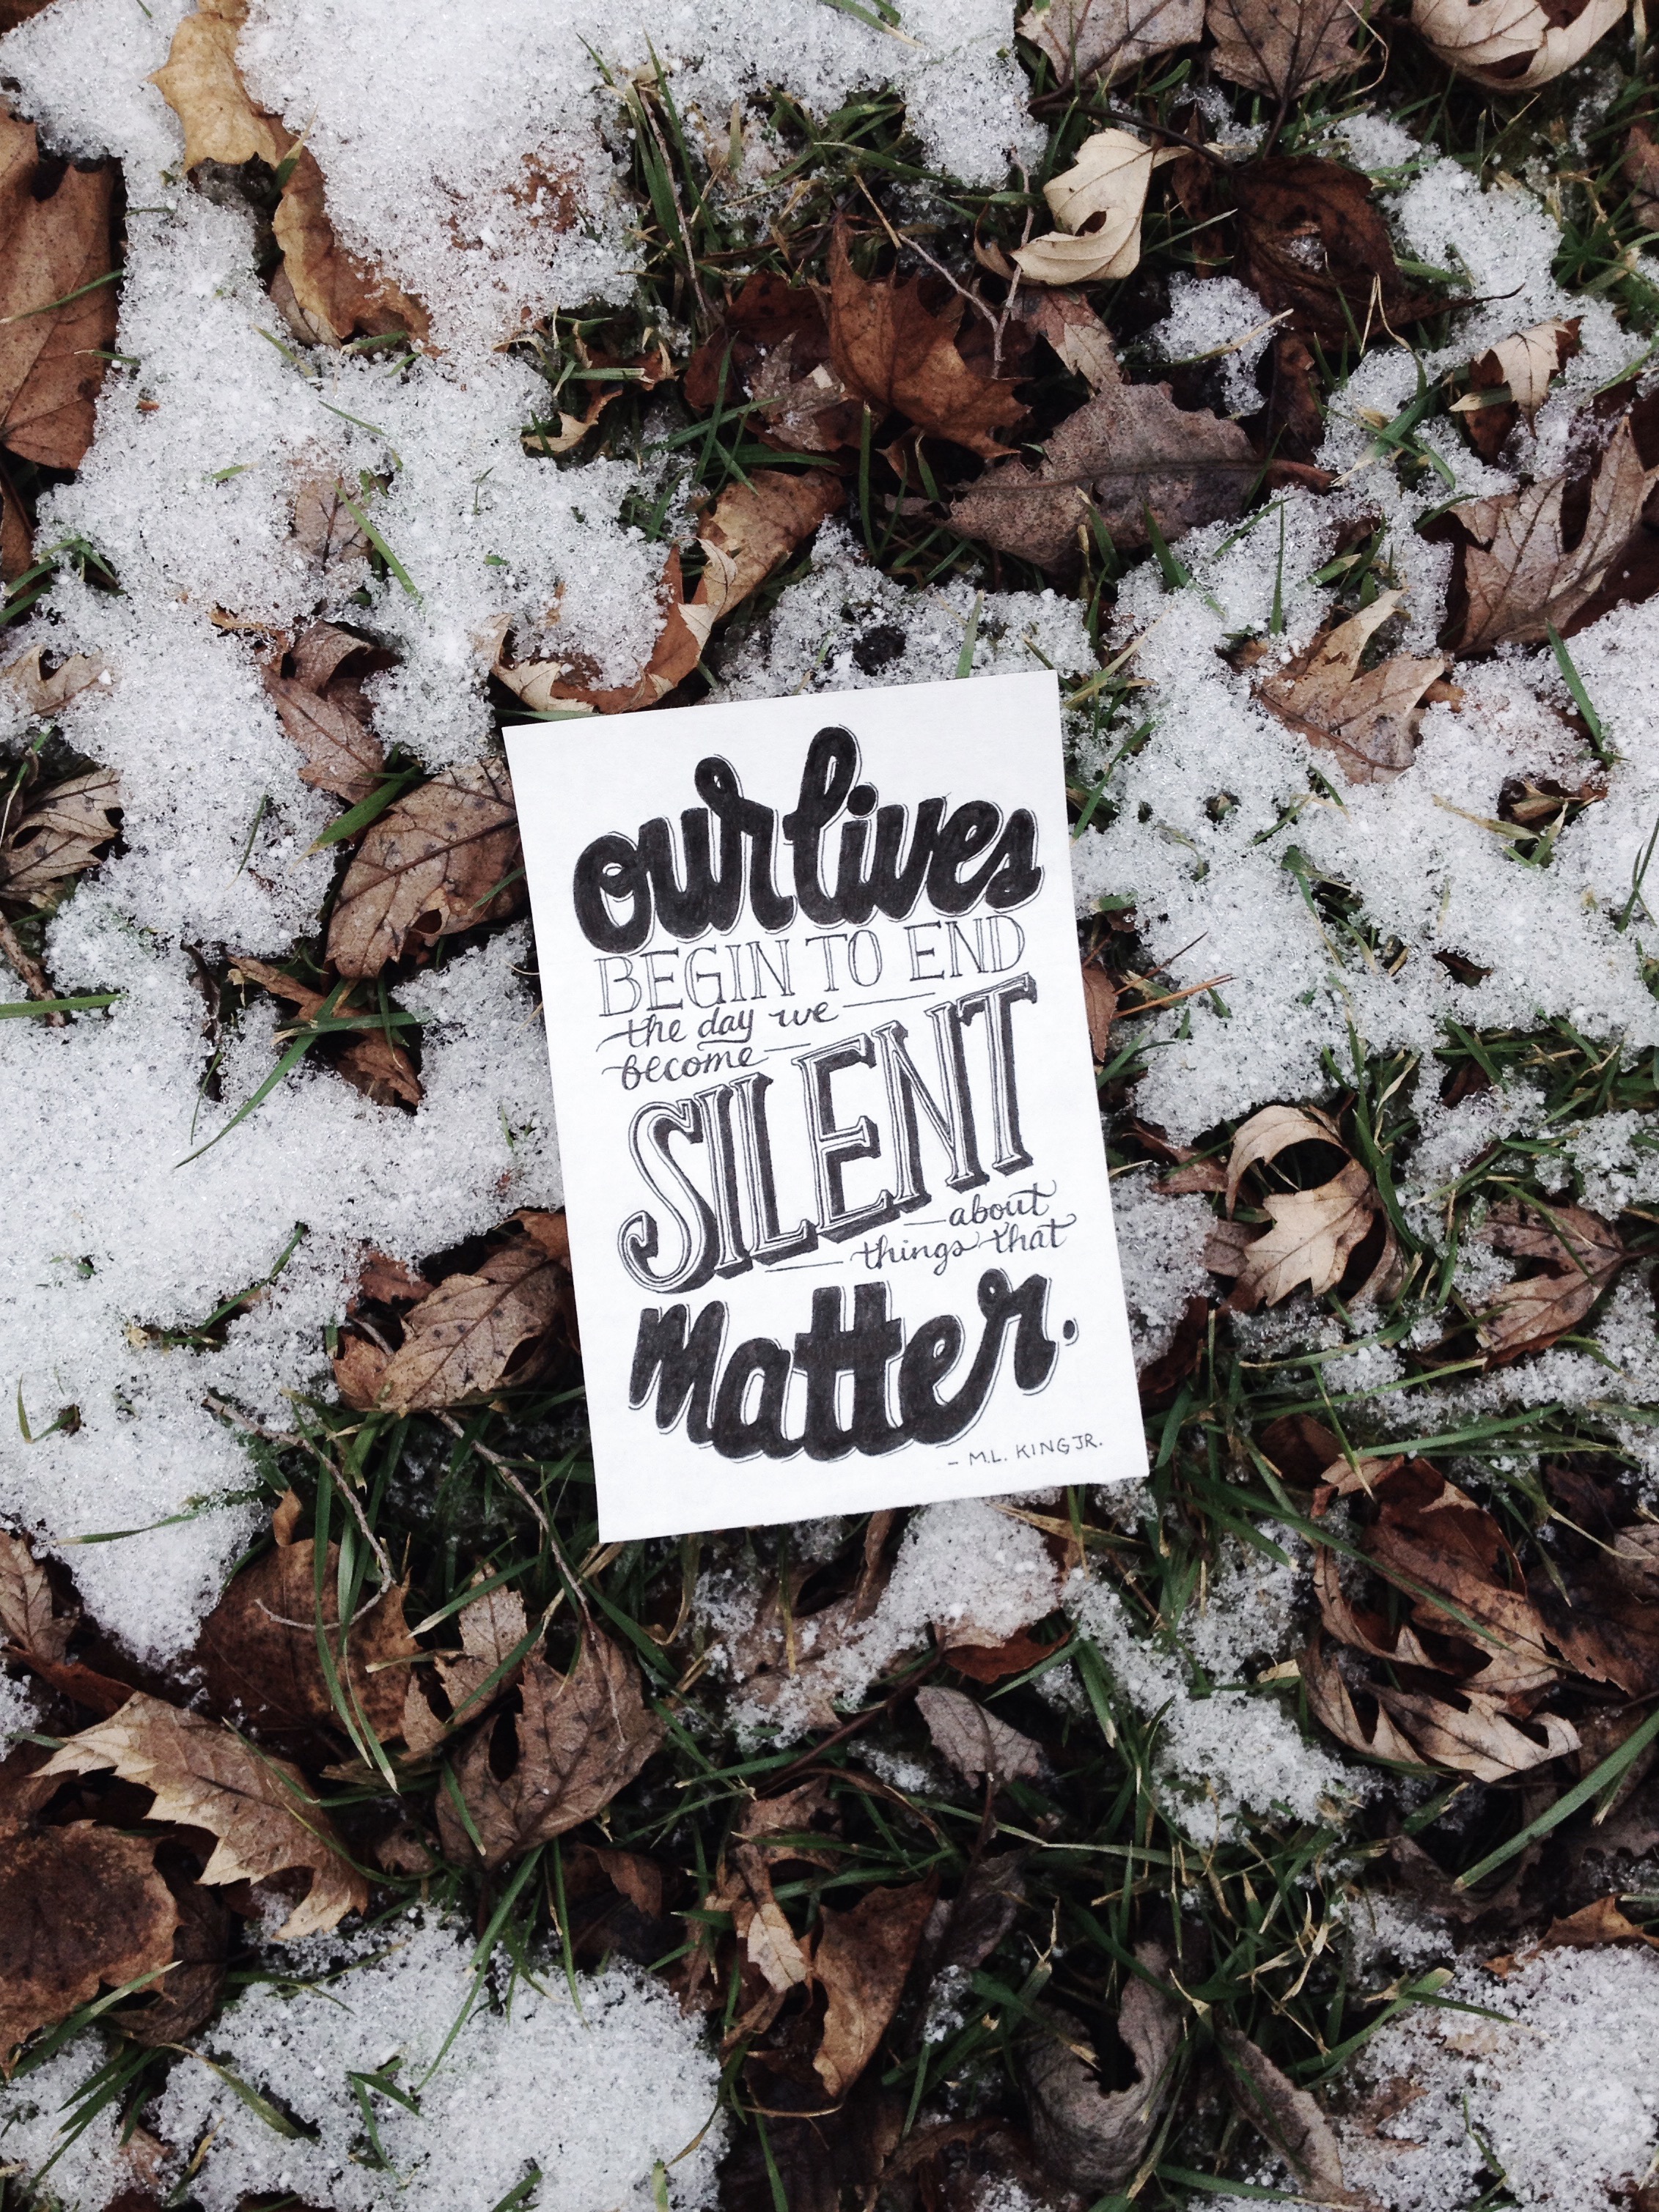 our lives
BEGIN TO END
the day we
become
SILENT
about
things that
matter.
- M.L. KING JR.